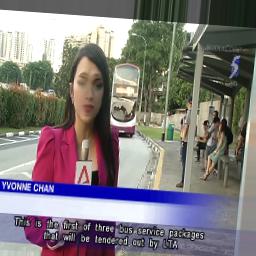 5
A
YVONNE CHAN
This is the first of three bus service packages
that will be tendered out by LTA